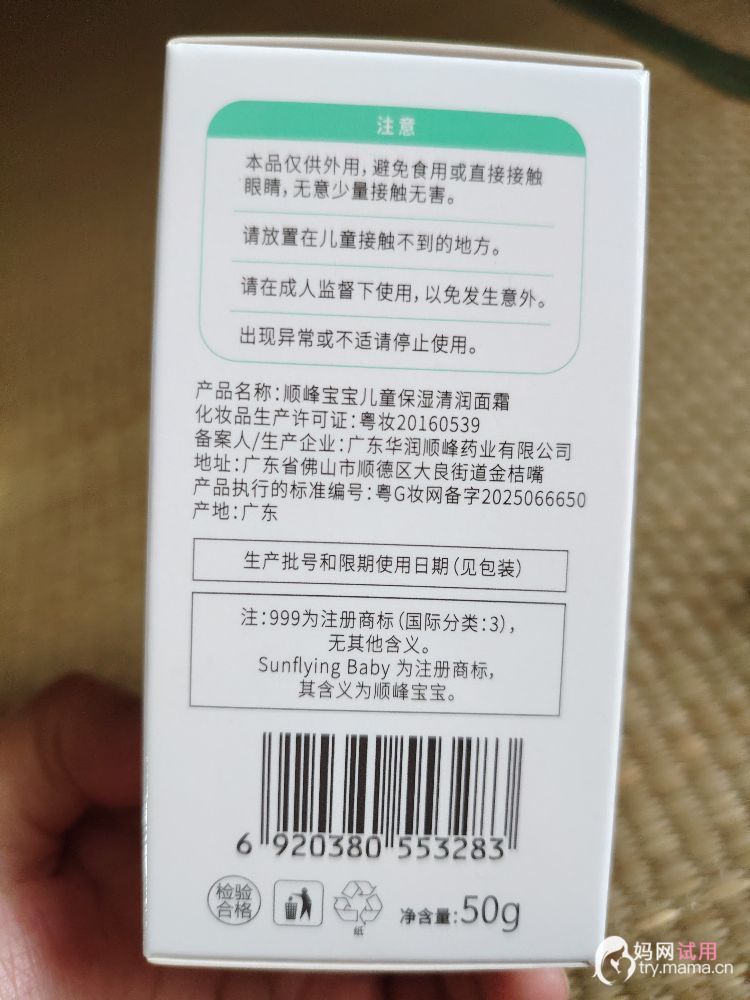 注意
本品仅供外用，避免食用或直接接触
眼睛，无意少量接触无害。
请放置在儿童接触不到的地方。
请在成人监督下使用，以免发生意外。
出现异常或不适请停止使用。
产品名称：顺峰宝宝儿童保湿清润面霜
化妆品生产许可证：粤妆20160539
备案人/生产企业：广东华润顺峰药业有限公司
地址：广东省佛山市顺德区大良街道金桔嘴
产品执行的标准编号：粤G妆网备字2025066650
产地：广东
生产批号和限期使用日期（见包装）
注：999为注册商标（国际分类：3），
无其他含义。
Sunflying Baby 为注册商标，
其含义为顺峰宝宝。
6 920380 553283
检验
合格
纸
净含量：50g
妈网试用
try.mama.cn